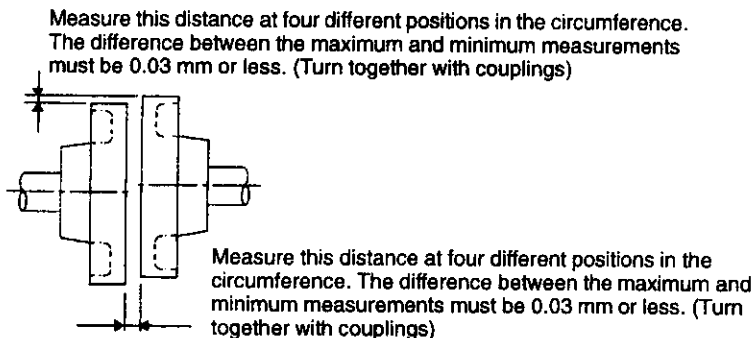 Measure this distance at four different positions in the circumference.
The difference between the maximum and minimum measurements
must be 0.03 mm or less. (Turn together with couplings)
Measure this distance at four different positions in the
circumference. The difference between the maximum and
minimum measurements must be 0.03 mm or less. (Turn
together with couplings)